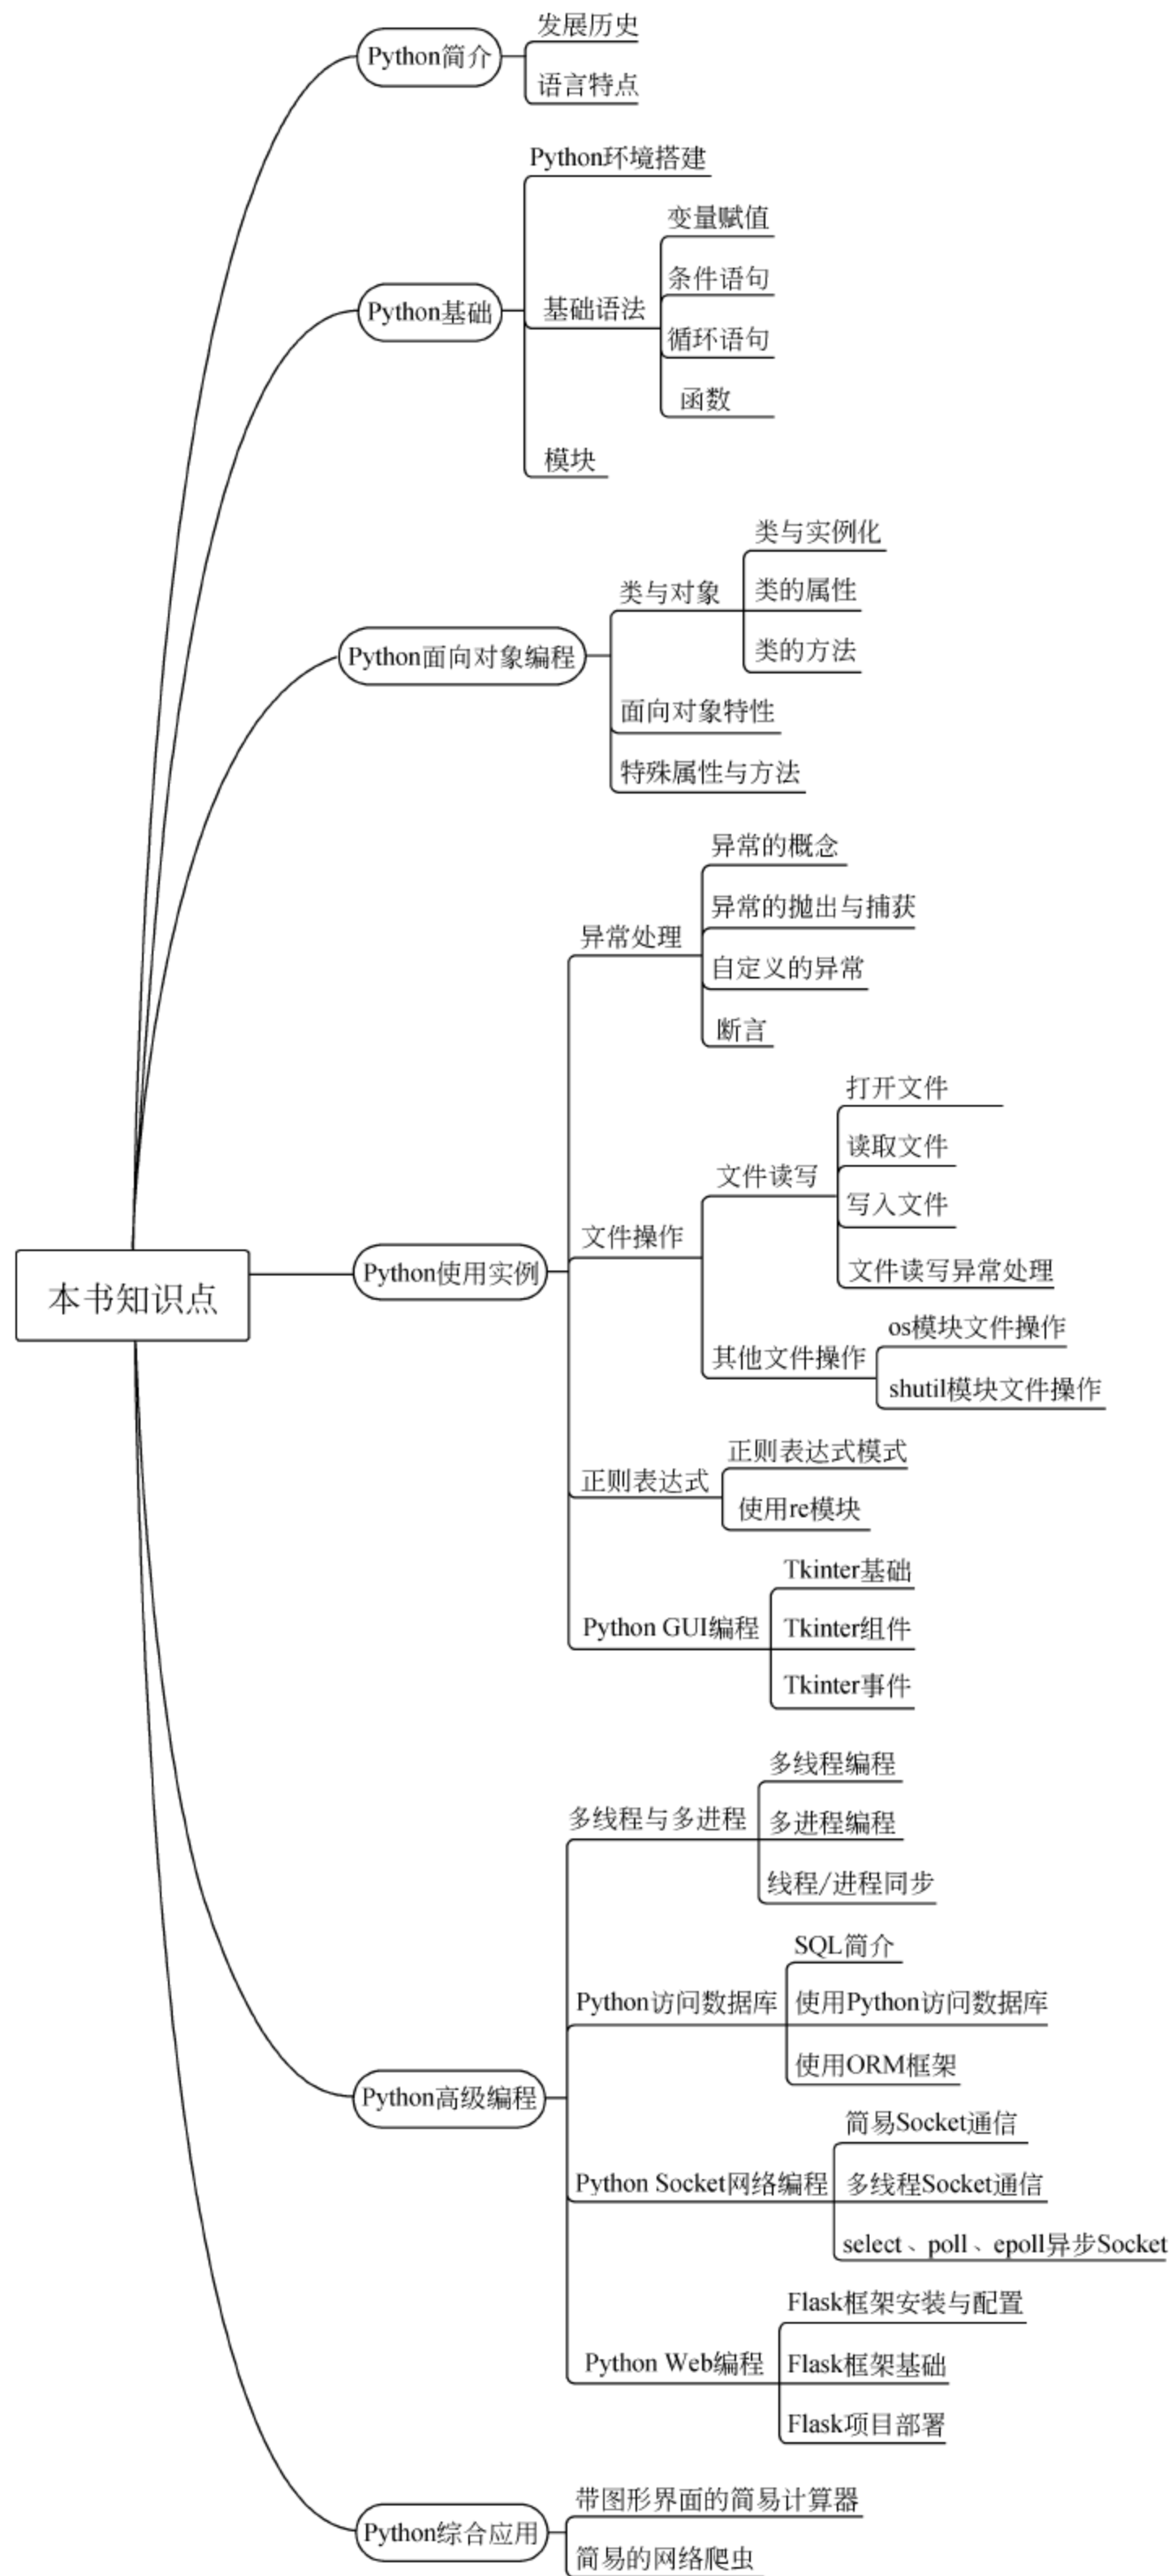 本书知识点
Python简介
发展历史
语言特点
Python基础
Python环境搭建
基础语法
变量赋值
条件语句
循环语句
函数
模块
Python面向对象编程
类与对象
类与实例化
类的属性
类的方法
面向对象特性
特殊属性与方法
Python使用实例
异常处理
异常的概念
异常的抛出与捕获
自定义的异常
断言
文件操作
文件读写
打开文件
读取文件
写入文件
文件读写异常处理
其他文件操作
os模块文件操作
shutil模块文件操作
正则表达式
正则表达式模式
使用re模块
Python GUI编程
Tkinter基础
Tkinter组件
Tkinter事件
Python高级编程
多线程与多进程
多线程编程
多进程编程
线程/进程同步
Python访问数据库
SQL简介
使用Python访问数据库
使用ORM框架
Python Socket网络编程
简易Socket通信
多线程Socket通信
select、poll、epoll异步Socket
Python Web编程
Flask框架安装与配置
Flask框架基础
Flask项目部署
Python综合应用
带图形界面的简易计算器
简易的网络爬虫